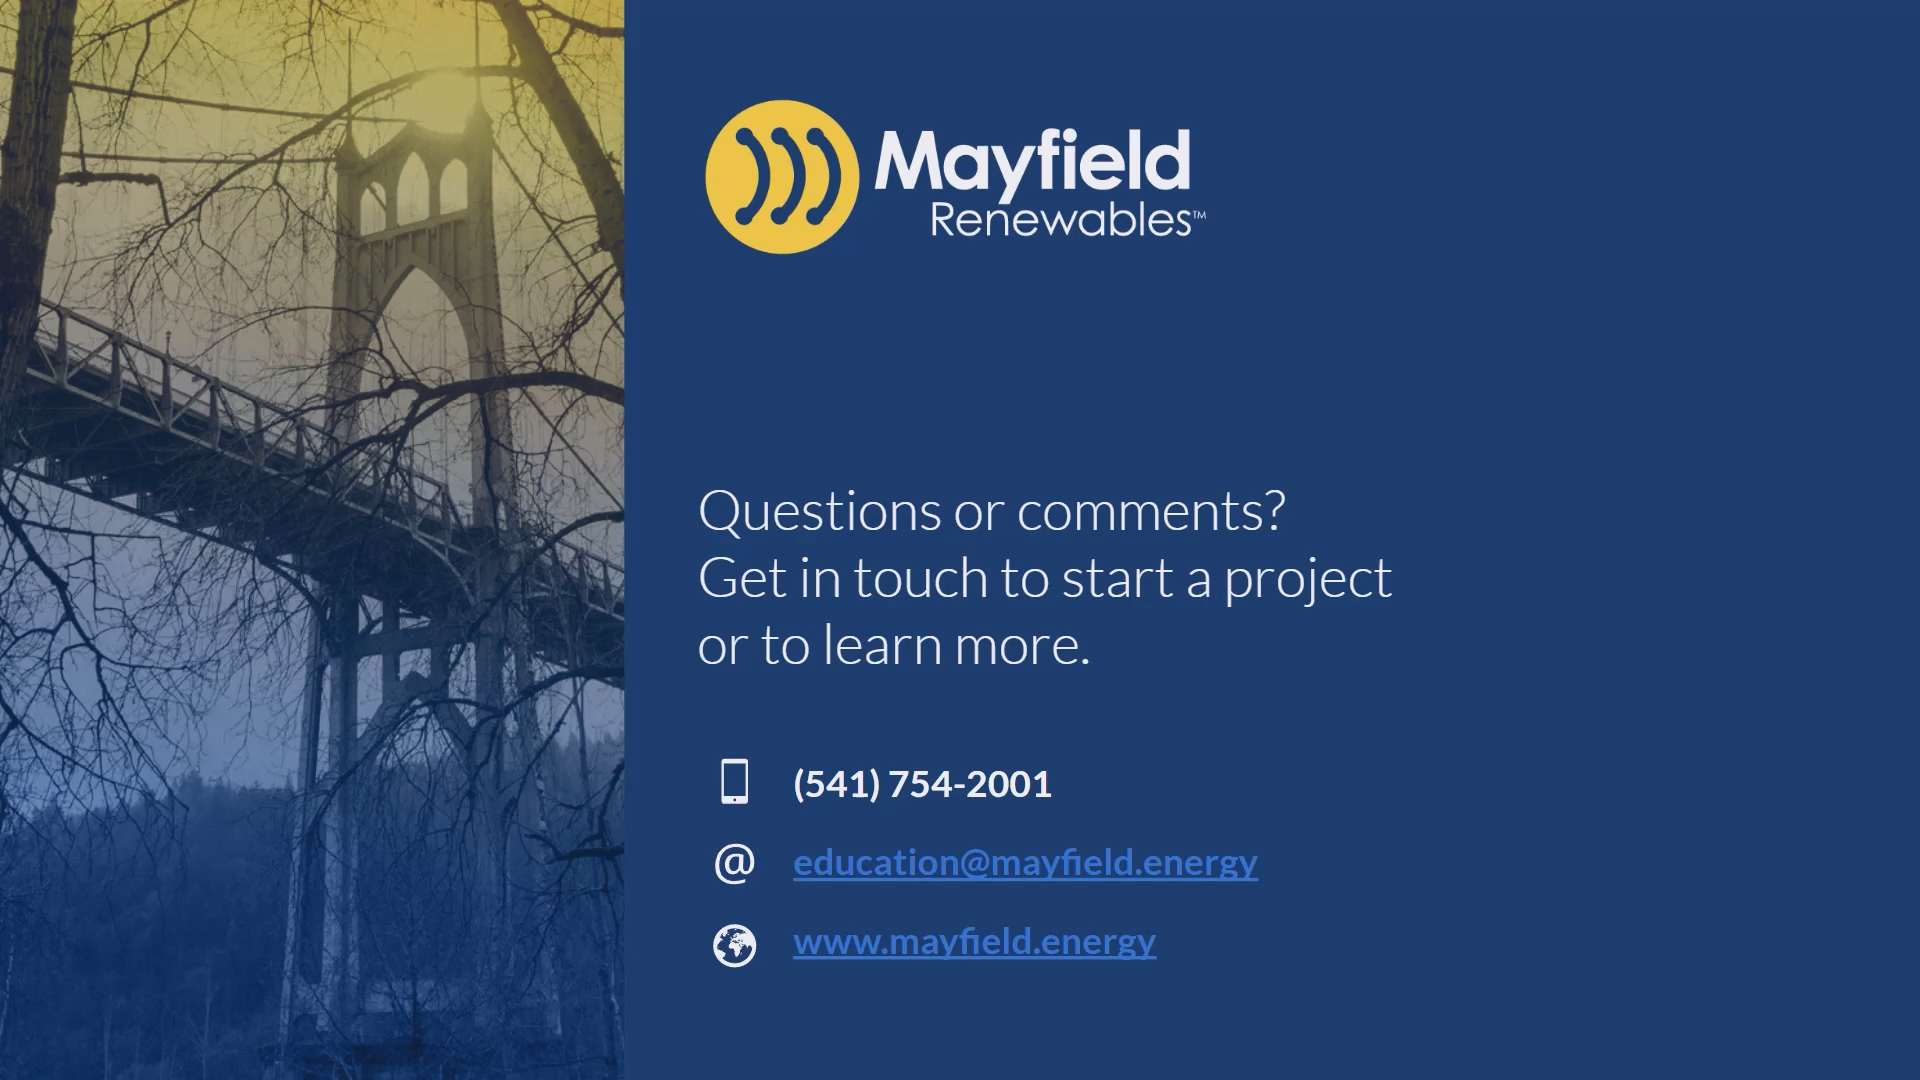 Mayfield
Renewables™
Questions or comments?
Get in touch to start a project
or to learn more.
(541) 754-2001
@ education@mayfield.energy
www.mayfield.energy